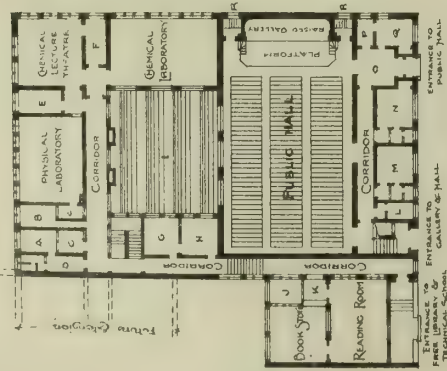 CHEMICAL
LECTURE
THEATRE
F
CHEMICAL
LABORATORY
R
R
RAISED GALLERY
PLATFORM
P
Q
O
ENTRANCE TO
PUBLIC HALL
E
PHYSICAL
LABORATORY
CORRIDOR
I
PUBLIC HALL
CORRIDOR
N
M
L
B
C
A
C
D
G
H
CORRIDOR
CORRIDOR
ENTRANCE TO
GALLERY OF HALL
Future Extension
J
K
BOOK STORE
READING ROOM
ENTRANCE TO
FREE LIBRARY &
TECHNICAL SCHOOL